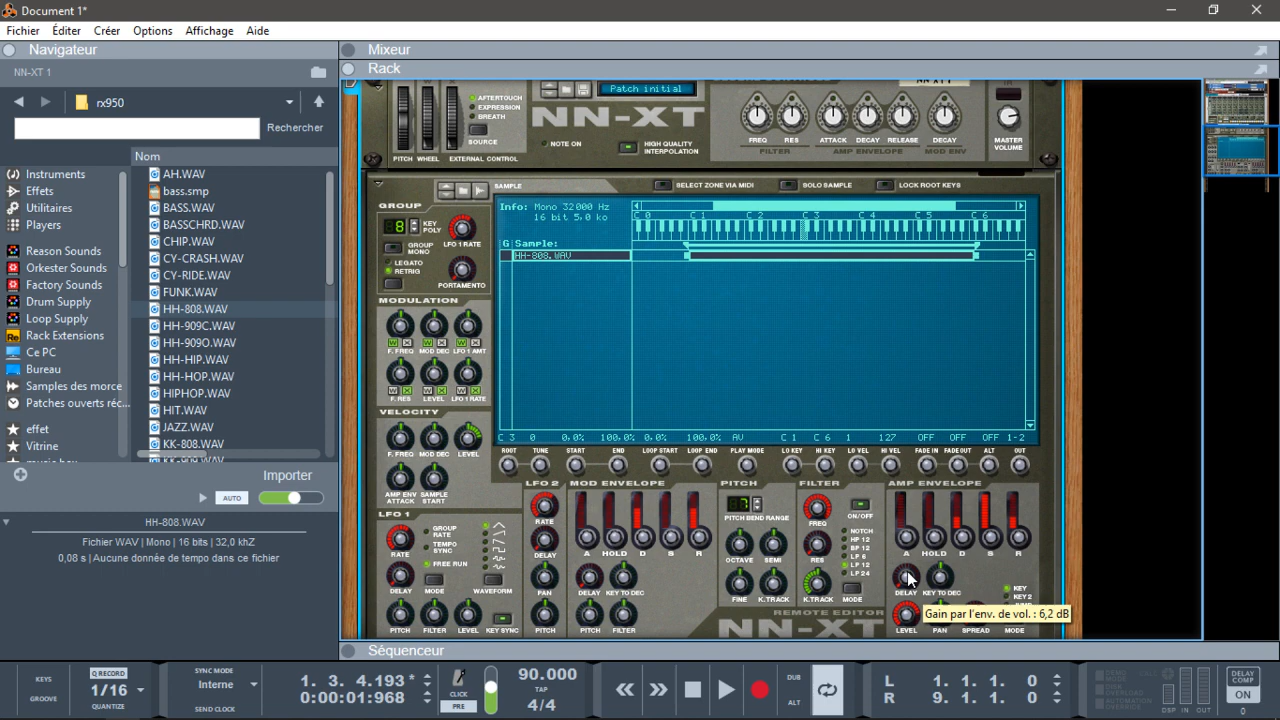 Document 1*
Fichier Éditer Créer Options Affichage Aide
Navigateur
NN-XT 1
rx950
Rechercher
Nom
Instruments
Effets
Utilitaires
Players
Reason Sounds
Orkester Sounds
Factory Sounds
Drum Supply
Loop Supply
Rack Extensions
Ce PC
Bureau
Samples des morce
Patches ouverts réc...
effet
Vitrine
AH.WAV
bass.smp
BASS.WAV
BASSCHRD.WAV
CHIP.WAV
CY-CRASH.WAV
CY-RIDE.WAV
FUNK.WAV
HH-808.WAV
HH-909C.WAV
HH-909O.WAV
HH-HIP.WAV
HH-HOP.WAV
HIPHOP.WAV
HIT.WAV
JAZZ.WAV
KK-808.WAV
Importer
AUTO
HH-808.WAV
Fichier WAV | Mono | 16 bits | 32,0 khZ
0,08 s | Aucune donnée de tempo dans ce fichier
Mixeur
Rack
Patch initial
AFTERTOUCH
EXPRESSION
BREATH
SOURCE
PITCH WHEEL EXTERNAL CONTROL
NN-XT
NOTE ON
HIGH QUALITY
INTERPOLATION
FREQ RES ATTACK DECAY RELEASE DECAY
FILTER AMP ENVELOPE MOD ENV
MASTER
VOLUME
SAMPLE
SELECT ZONE VIA MIDI SOLO SAMPLE LOCK ROOT KEYS
GROUP
8 KEY
POLY
LFO 1 RATE
GROUP
MONO
LEGATO
RETRIG
PORTAMENTO
Info: Mono 32000 Hz
16 bit 5,0 ko
C 0 C 1 C 2 C 3 C 4 C 5 C 6
G Sample:
HH-808.WAV
MODULATION
F. FREQ MOD DEC LFO 1 AMT
F. RES LEVEL LFO 1 RATE
VELOCITY
F. FREQ MOD DEC LEVEL
AMP ENV
ATTACK
SAMPLE
START
C 3 0 0,0% 100,0% 0,0% 100,0% AV C 1 C 6 1 127 OFF OFF OFF 1-2
ROOT TUNE START END LOOP START LOOP END PLAY MODE LO KEY HI KEY LO VEL HI VEL FADE IN FADE OUT ALT OUT
LFO 1
RATE
GROUP
RATE
TEMPO
SYNC
FREE RUN
DELAY MODE WAVEFORM
PITCH FILTER LEVEL KEY SYNC
LFO 2
RATE
DELAY
PAN
PITCH
MOD ENVELOPE
A HOLD D S R
DELAY KEY TO DEC
PITCH FILTER
PITCH
7
PITCH BEND RANGE
OCTAVE SEMI
FINE K.TRACK
FILTER
FREQ
ON/OFF
RES
NOTCH
HP 12
BP 12
LP 6
LP 12
LP 24
K.TRACK MODE
AMP ENVELOPE
A HOLD D S R
DELAY KEY TO DEC
KEY
KEY 2
LEVEL PAN SPREAD MODE
Gain par l'env. de vol. : 6,2 dB
REMOTE EDITOR
NN-XT
Séquenceur
KEYS
GROOVE
Q RECORD
1/16
QUANTIZE
SYNC MODE
Interne
SEND CLOCK
1. 3. 4.193 *
0:00:01:968
CLICK
PRE
90.000
TAP
4/4
DUB
ALT
L 1. 1. 1. 0
R 9. 1. 1. 0
DSP IN OUT
DELAY
COMP
ON
0